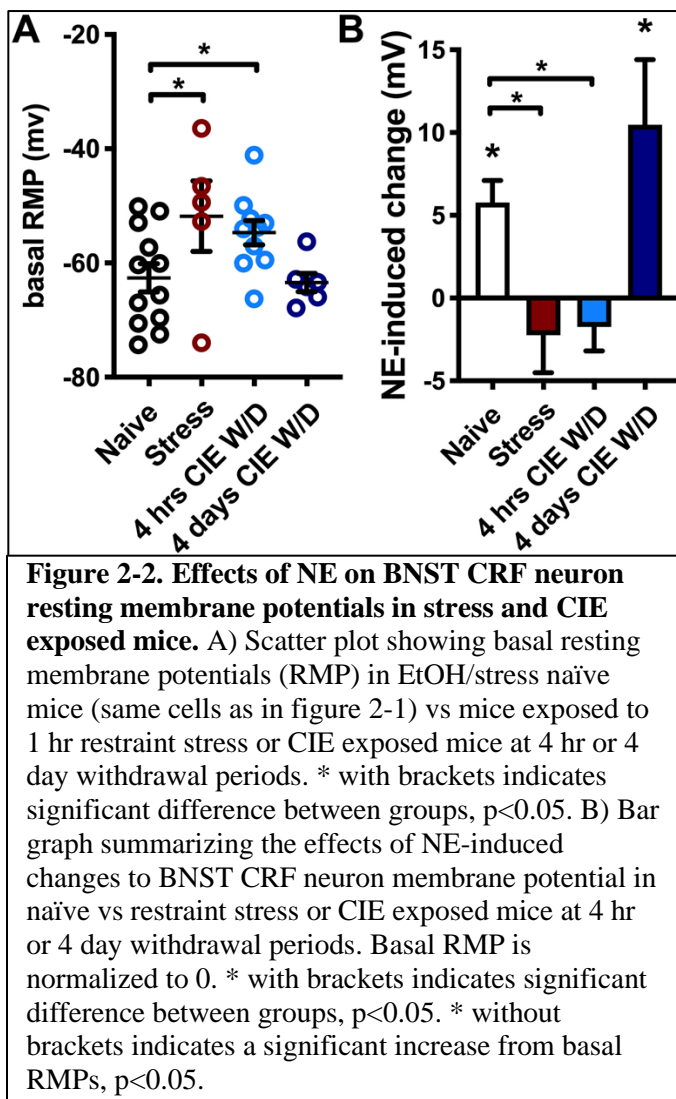 A
B
basal RMP (mv)
-20
-40
-60
-80
*
*
Naive
Stress
4 hrs CIE W/D
4 days CIE W/D
NE-induced change (mV)
15
10
5
0
-5
*
*
*
*
Naive
Stress
4 hrs CIE W/D
4 days CIE W/D
Figure 2-2. Effects of NE on BNST CRF neuron
resting membrane potentials in stress and CIE
exposed mice. A) Scatter plot showing basal resting
membrane potentials (RMP) in EtOH/stress naïve
mice (same cells as in figure 2-1) vs mice exposed to
1 hr restraint stress or CIE exposed mice at 4 hr or 4
day withdrawal periods. * with brackets indicates
significant difference between groups, p<0.05. B) Bar
graph summarizing the effects of NE-induced
changes to BNST CRF neuron membrane potential in
naïve vs restraint stress or CIE exposed mice at 4 hr
or 4 day withdrawal periods. Basal RMP is
normalized to 0. * with brackets indicates significant
difference between groups, p<0.05. * without
brackets indicates a significant increase from basal
RMPs, p<0.05.